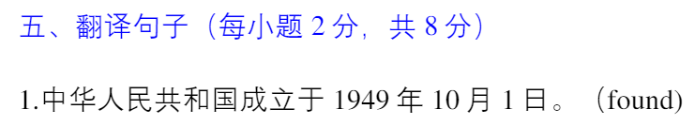 五、翻译句子（每小题 2 分，共 8 分）
1.中华人民共和国成立于 1949 年 10 月 1 日。（found)